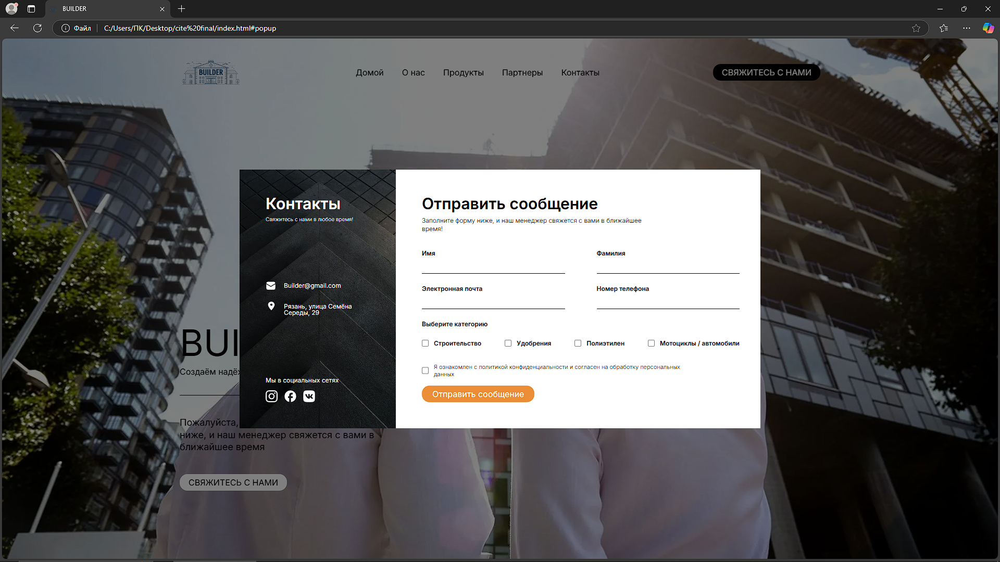 BUILDER
Файл
C:/Users/ПК/Desktop/cite%20final/index.html#popup
BUILDER
Домой
О нас
Продукты
Партнеры
Контакты
СВЯЖИТЕСЬ С НАМИ
Контакты
Свяжитесь с нами в любое время!
Builder@gmail.com
Рязань, улица Семёна
Середы, 29
Мы в социальных сетях
Отправить сообщение
Заполните форму ниже, и наш менеджер свяжется с вами в ближайшее
время!
Имя
Фамилия
Электронная почта
Номер телефона
Выберите категорию
Строительство
Удобрения
Полиэтилен
Мотоциклы / автомобили
Я ознакомлен с политикой конфиденциальности и согласен на обработку персональных
данных
Отправить сообщение
BUI
Создаём надёж
Пожалуйста,
ниже, и наш менеджер свяжется с вами в
ближайшее время
СВЯЖИТЕСЬ С НАМИ